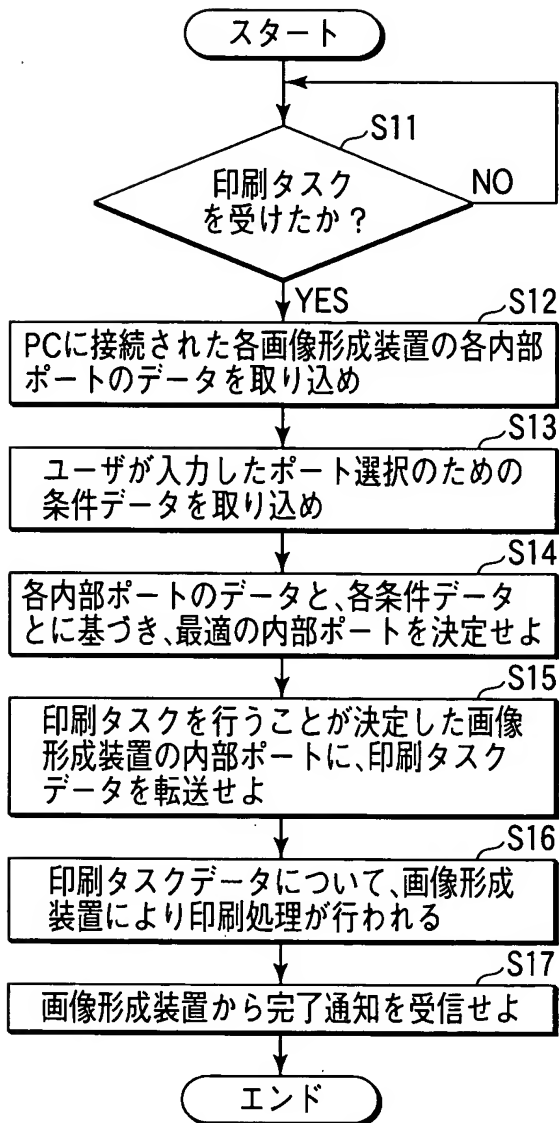 スタート
S11
印刷タスク
を受けたか?
NO
YES
S12
PCに接続された各画像形成装置の各内部
ポートのデータを取り込め
S13
ユーザが入力したポート選択のための
条件データを取り込め
S14
各内部ポートのデータと、各条件データ
とに基づき、最適の内部ポートを決定せよ
S15
印刷タスクを行うことが決定した画像
形成装置の内部ポートに、印刷タスク
データを転送せよ
S16
印刷タスクデータについて、画像形成
装置により印刷処理が行われる
S17
画像形成装置から完了通知を受信せよ
エンド